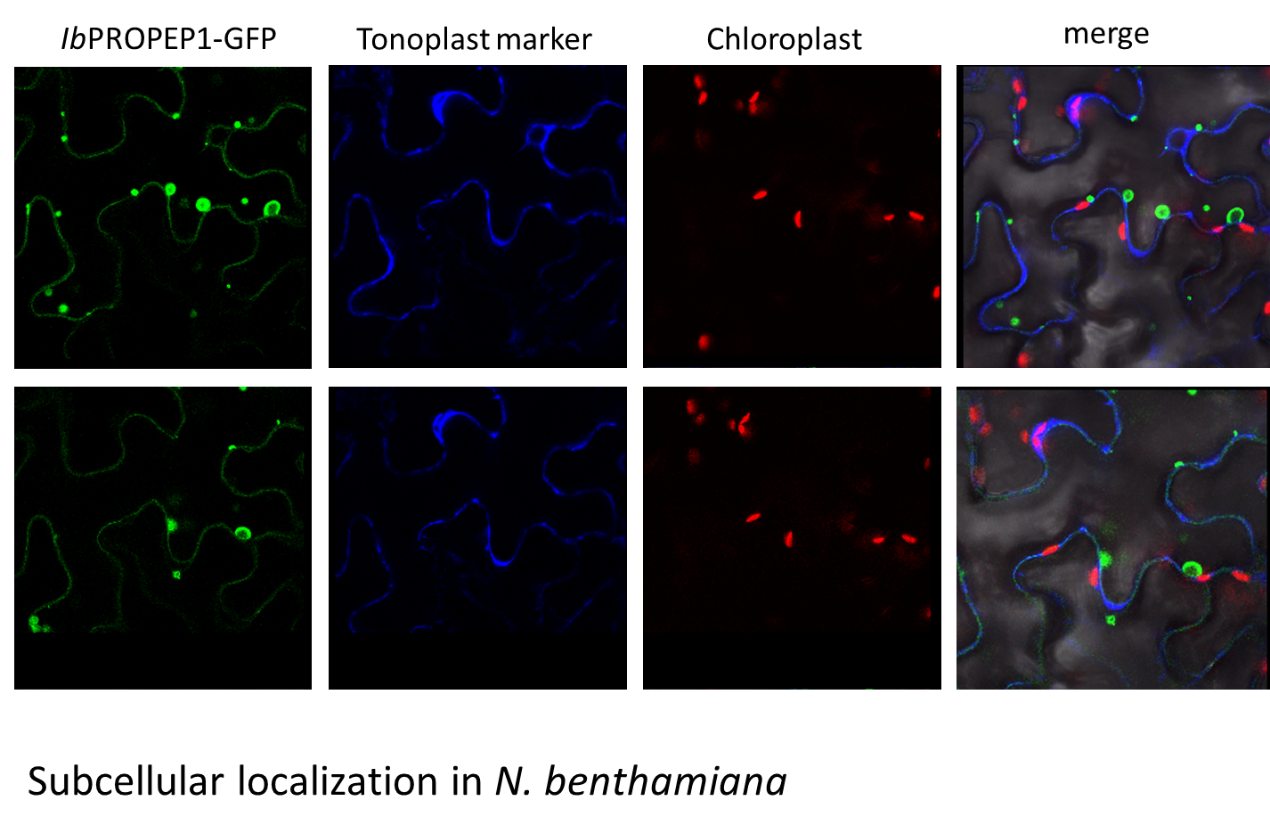 IbPROPEP1-GFP
Tonoplast marker
Chloroplast
merge
Subcellular localization in N. benthamiana